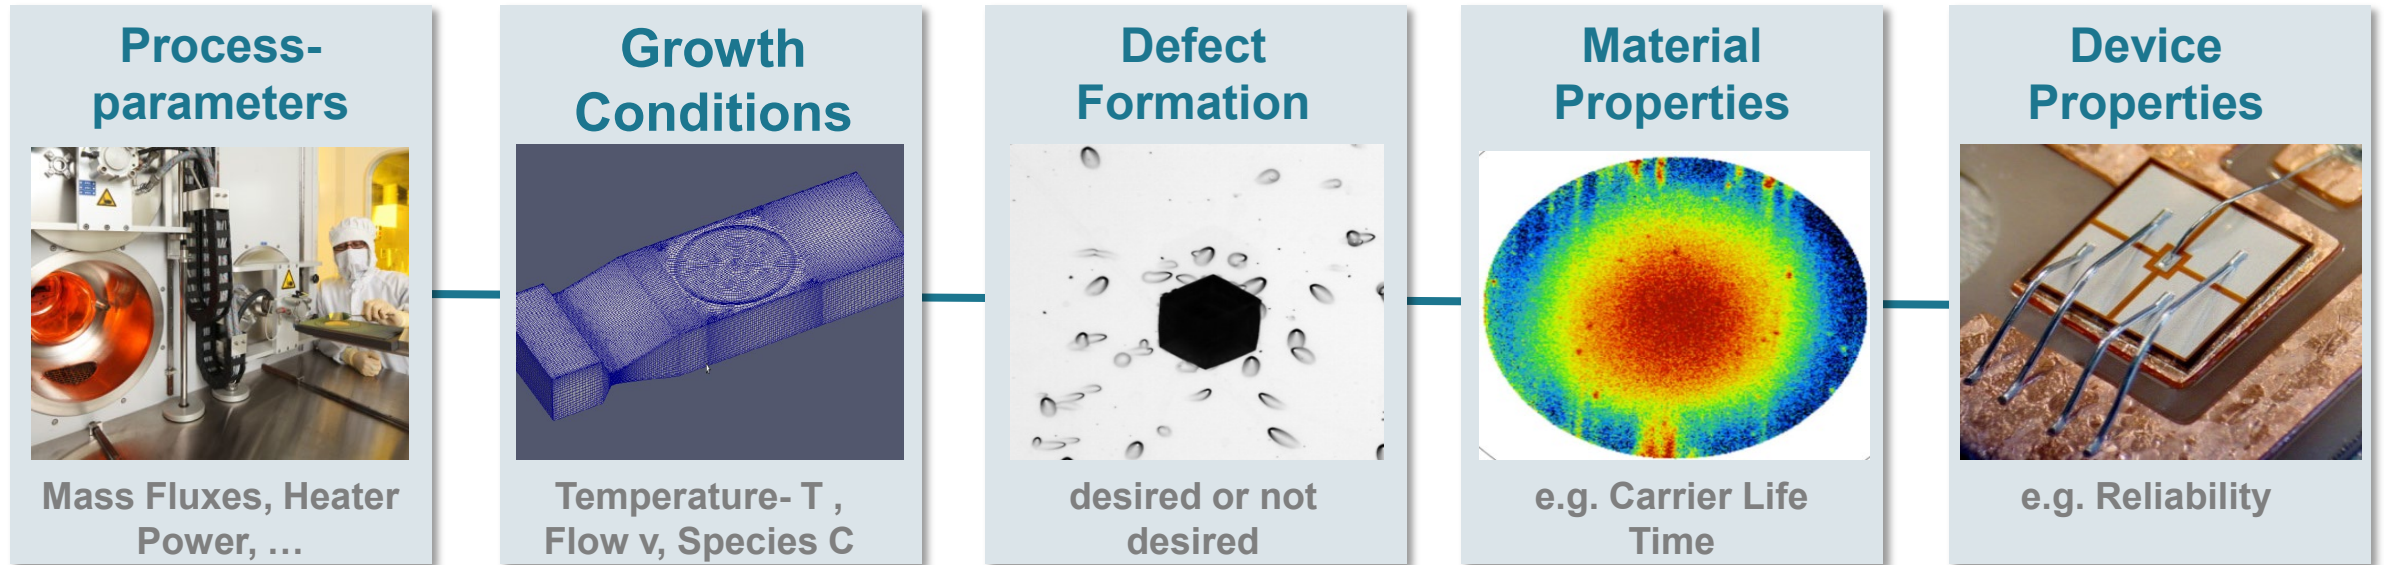 Process-
parameters
Mass Fluxes, Heater
Power, …
Growth
Conditions
Temperature- T ,
Flow v, Species C
Defect
Formation
desired or not
desired
Material
Properties
e.g. Carrier Life
Time
Device
Properties
e.g. Reliability